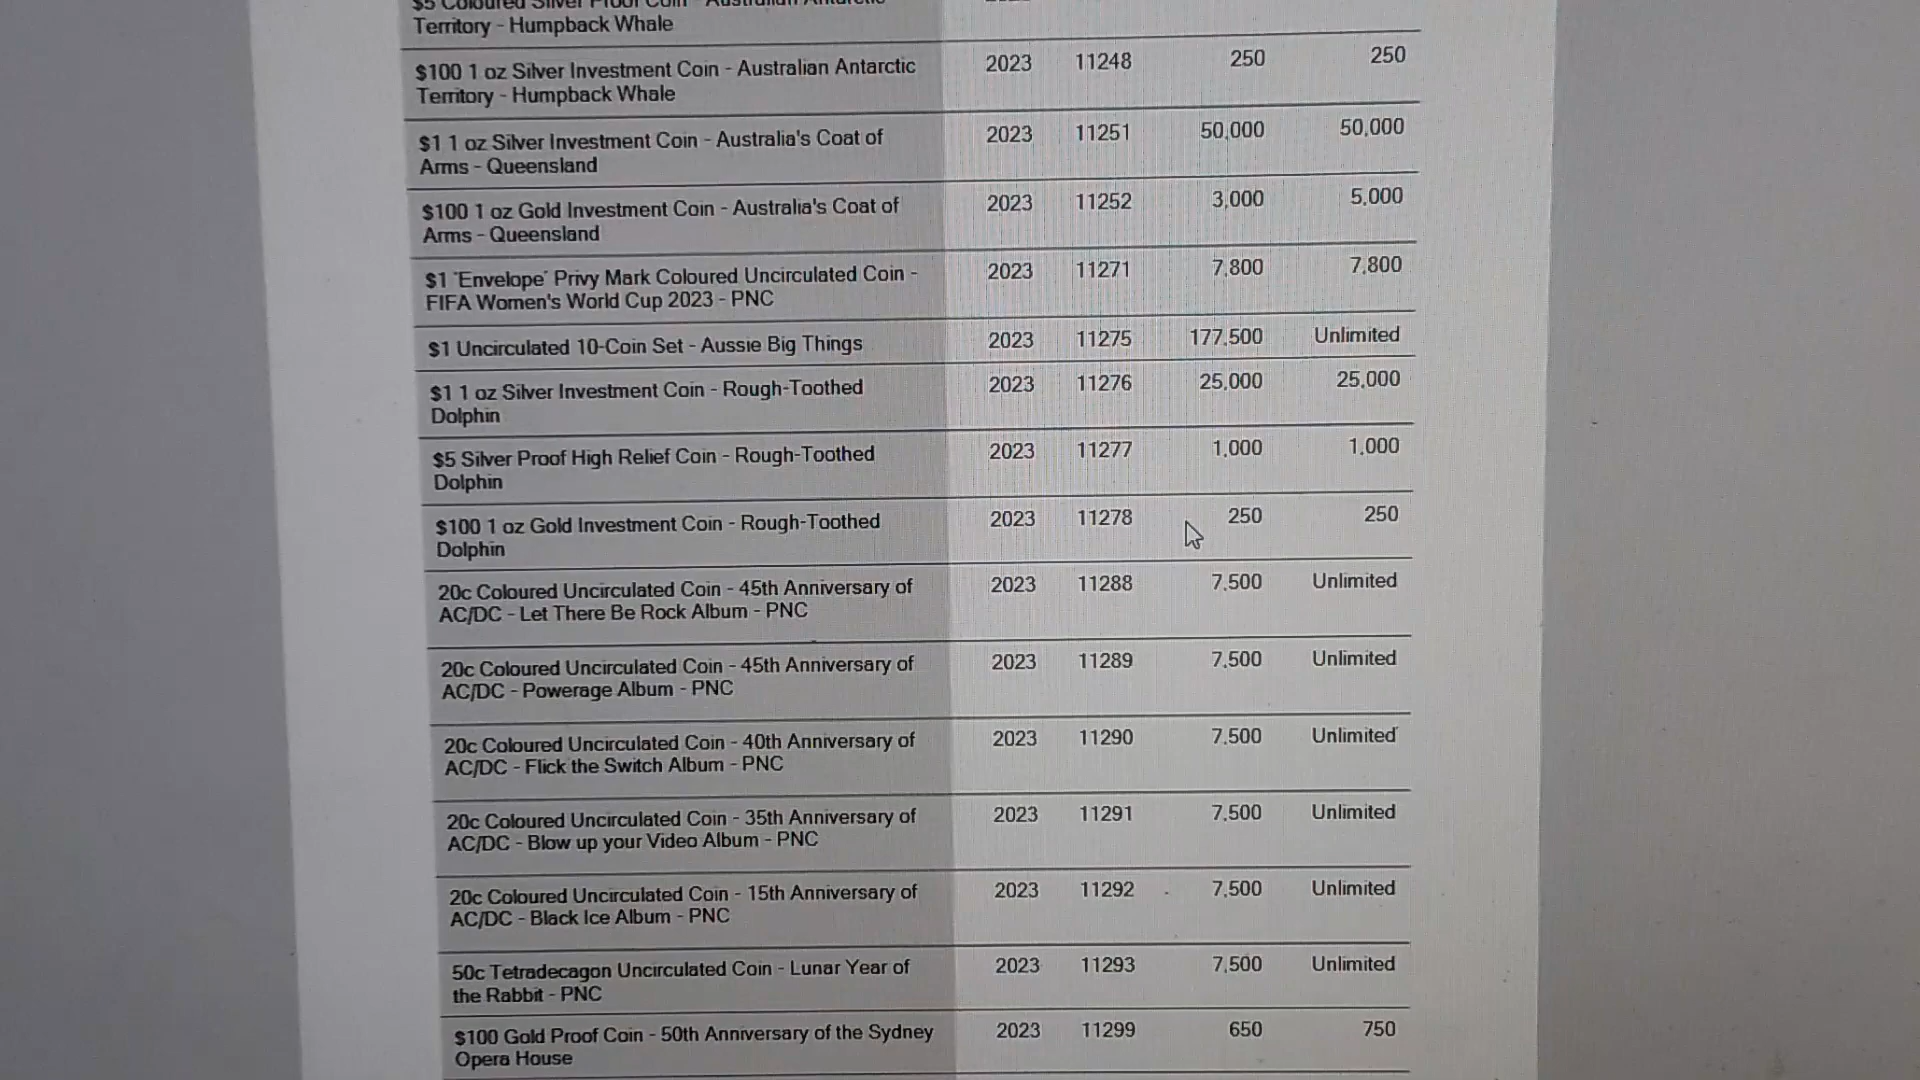 $5 Coloured Silver Proof Coin - Australian Antarctic
Territory - Humpback Whale
$100 1 oz Silver Investment Coin - Australian Antarctic 2023 11248 250 250
Territory - Humpback Whale
$1 1 oz Silver Investment Coin - Australia's Coat of 2023 11251 50,000 50,000
Arms - Queensland
$100 1 oz Gold Investment Coin - Australia's Coat of 2023 11252 3,000 5,000
Arms - Queensland
$1 'Envelope' Privy Mark Coloured Uncirculated Coin - 2023 11271 7,800 7,800
FIFA Women's World Cup 2023 - PNC
$1 Uncirculated 10-Coin Set - Aussie Big Things 2023 11275 177,500 Unlimited
$1 1 oz Silver Investment Coin - Rough-Toothed 2023 11276 25,000 25,000
Dolphin
$5 Silver Proof High Relief Coin - Rough-Toothed 2023 11277 1,000 1,000
Dolphin
$100 1 oz Gold Investment Coin - Rough-Toothed 2023 11278 250 250
Dolphin
20c Coloured Uncirculated Coin - 45th Anniversary of 2023 11288 7,500 Unlimited
AC/DC - Let There Be Rock Album - PNC
20c Coloured Uncirculated Coin - 45th Anniversary of 2023 11289 7,500 Unlimited
AC/DC - Powerage Album - PNC
20c Coloured Uncirculated Coin - 40th Anniversary of 2023 11290 7,500 Unlimited
AC/DC - Flick the Switch Album - PNC
20c Coloured Uncirculated Coin - 35th Anniversary of 2023 11291 7,500 Unlimited
AC/DC - Blow up your Video Album - PNC
20c Coloured Uncirculated Coin - 15th Anniversary of 2023 11292 7,500 Unlimited
AC/DC - Black Ice Album - PNC
50c Tetradecagon Uncirculated Coin - Lunar Year of 2023 11293 7,500 Unlimited
the Rabbit - PNC
$100 Gold Proof Coin - 50th Anniversary of the Sydney 2023 11299 650 750
Opera House